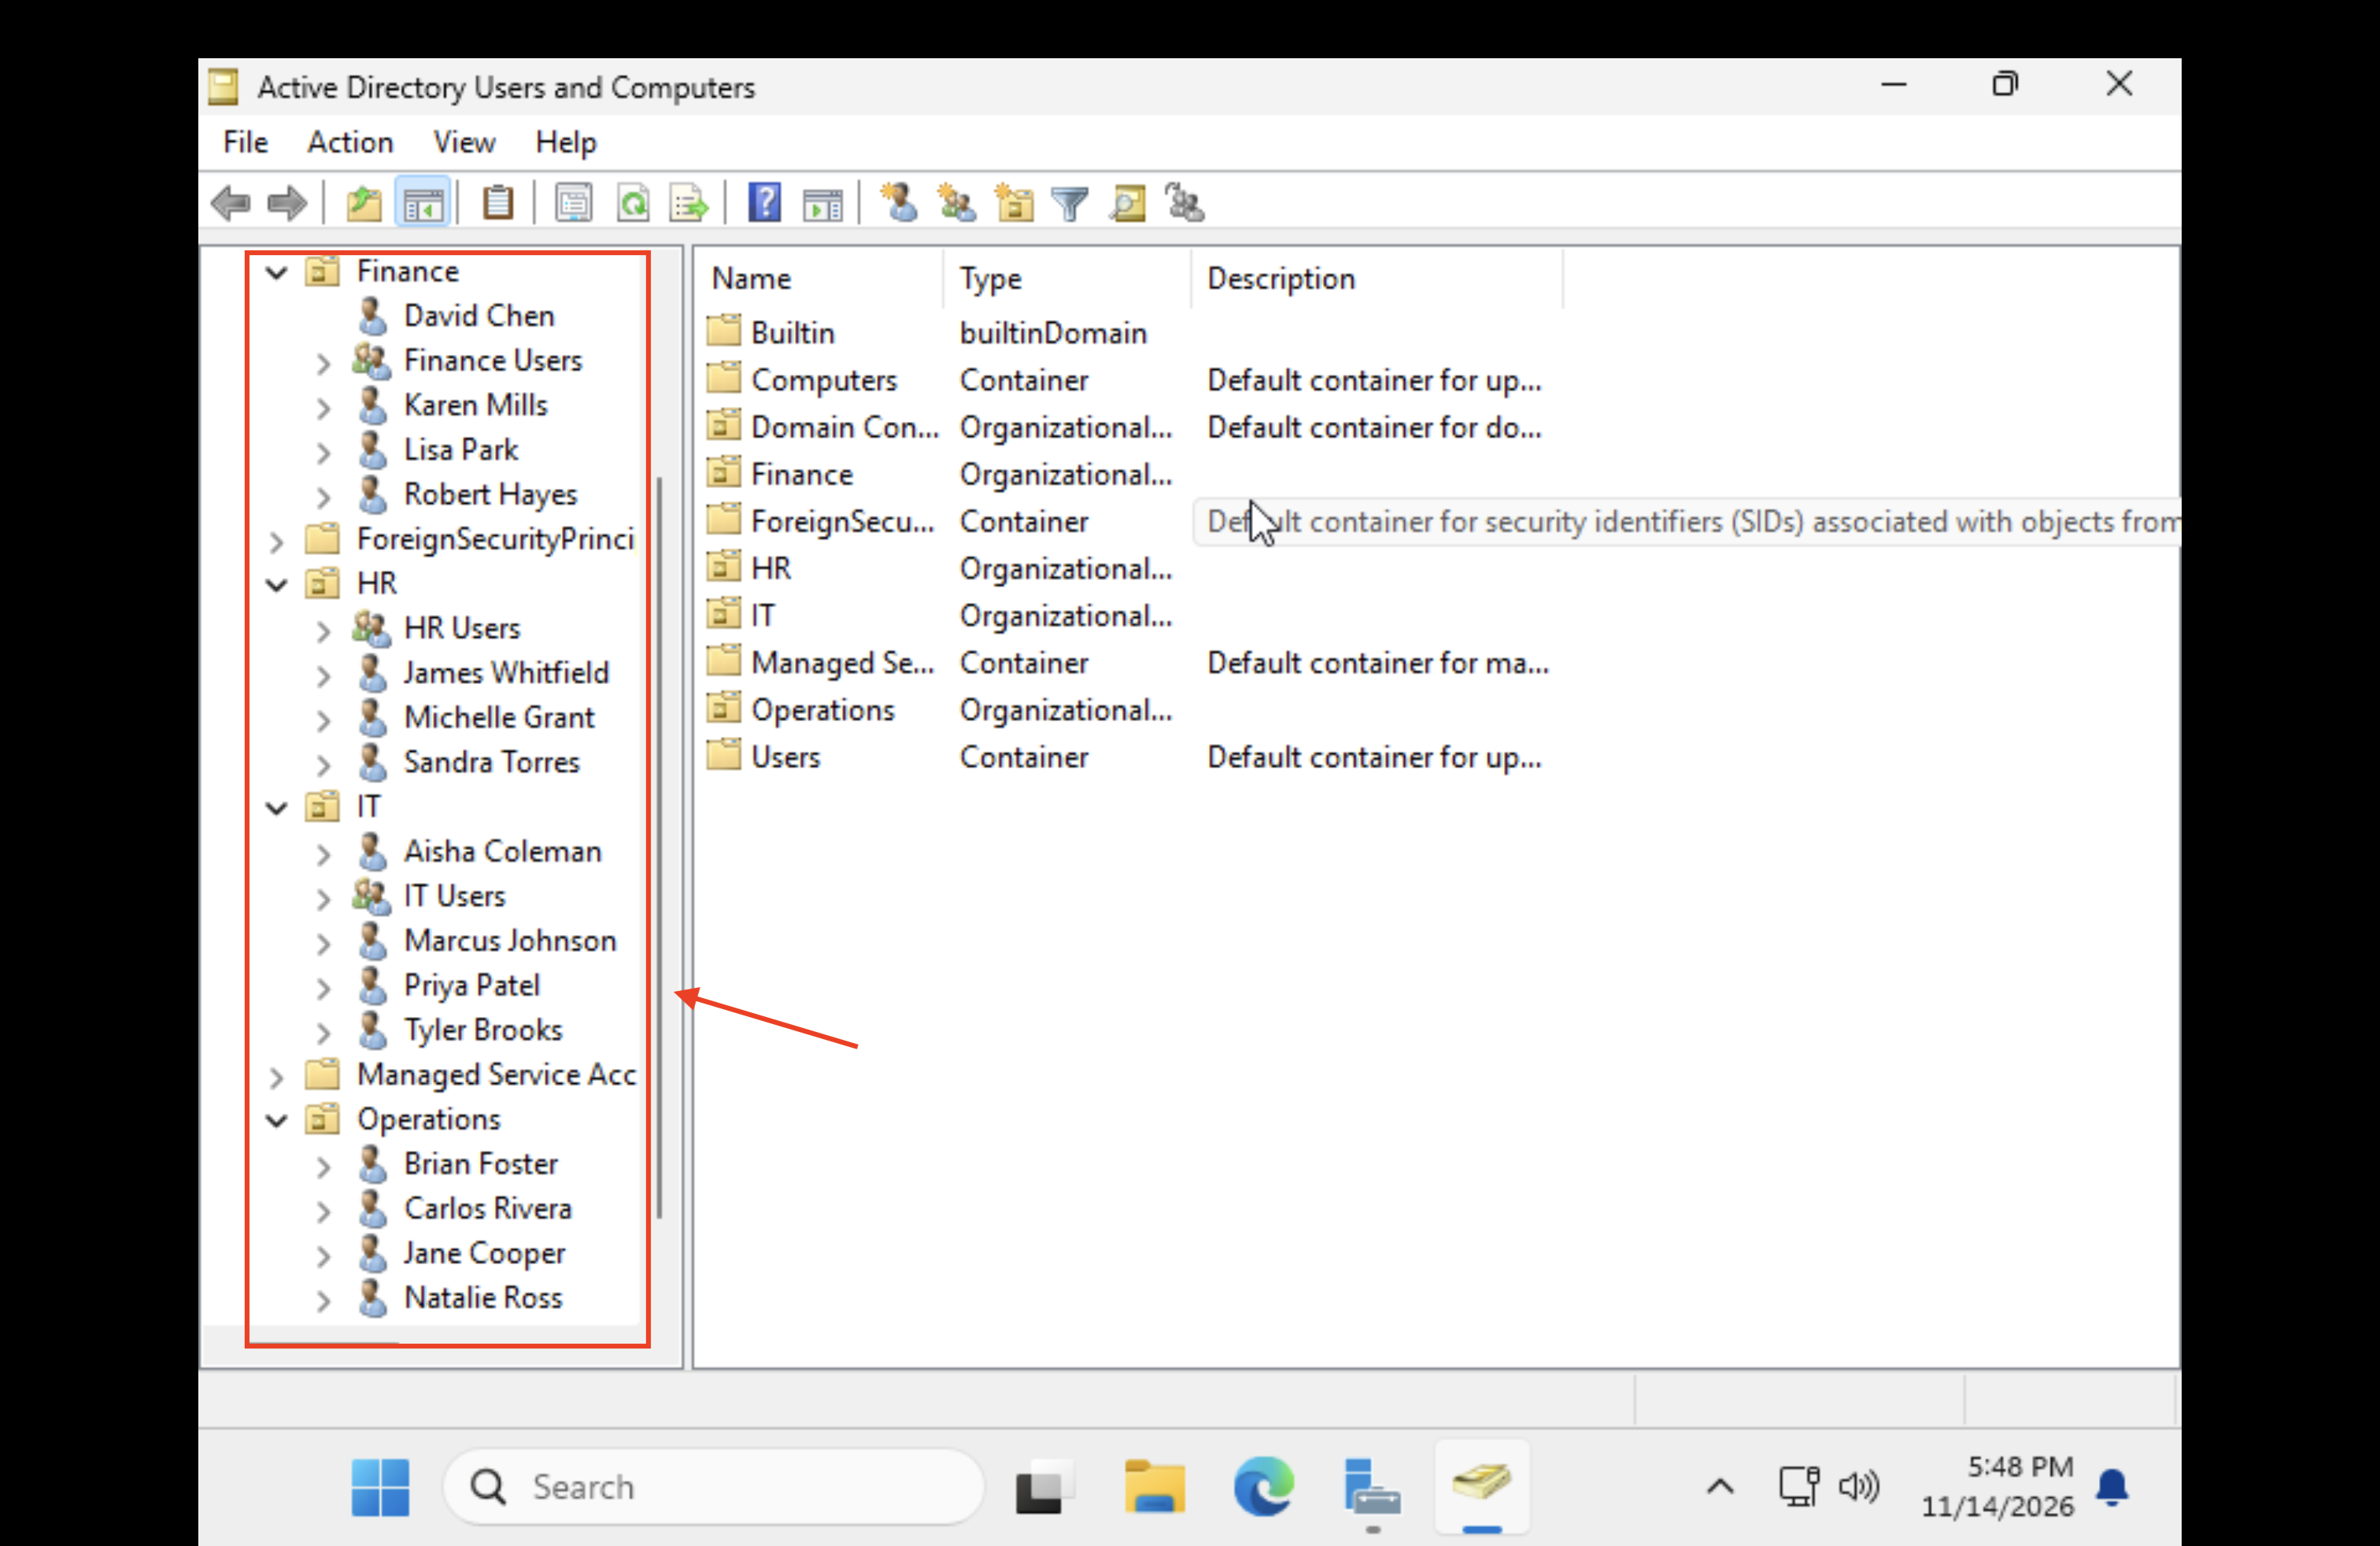 Active Directory Users and Computers
File Action View Help
Finance
David Chen
Finance Users
Karen Mills
Lisa Park
Robert Hayes
ForeignSecurityPrinci
HR
HR Users
James Whitfield
Michelle Grant
Sandra Torres
IT
Aisha Coleman
IT Users
Marcus Johnson
Priya Patel
Tyler Brooks
Managed Service Acc
Operations
Brian Foster
Carlos Rivera
Jane Cooper
Natalie Ross
Name Type Description
Builtin builtinDomain
Computers Container Default container for up...
Domain Con... Organizational... Default container for do...
Finance Organizational...
ForeignSecu... Container Default container for security identifiers (SIDs) associated with objects from
HR Organizational...
IT Organizational...
Managed Se... Container Default container for ma...
Operations Organizational...
Users Container Default container for up...
Search
5:48 PM
11/14/2026